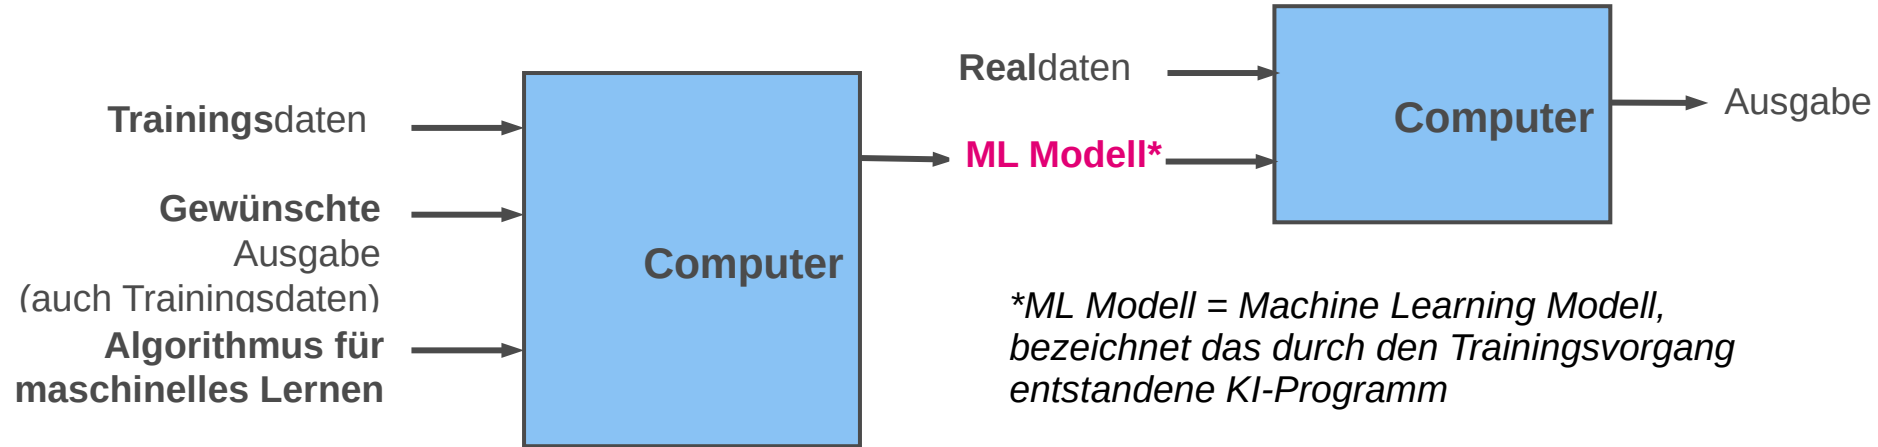 Trainingsdaten
Gewünschte
Ausgabe
(auch Trainingsdaten)
Algorithmus für
maschinelles Lernen
Computer
Realdaten
ML Modell*
Computer
Ausgabe
*ML Modell = Machine Learning Modell,
bezeichnet das durch den Trainingsvorgang
entstandene KI-Programm